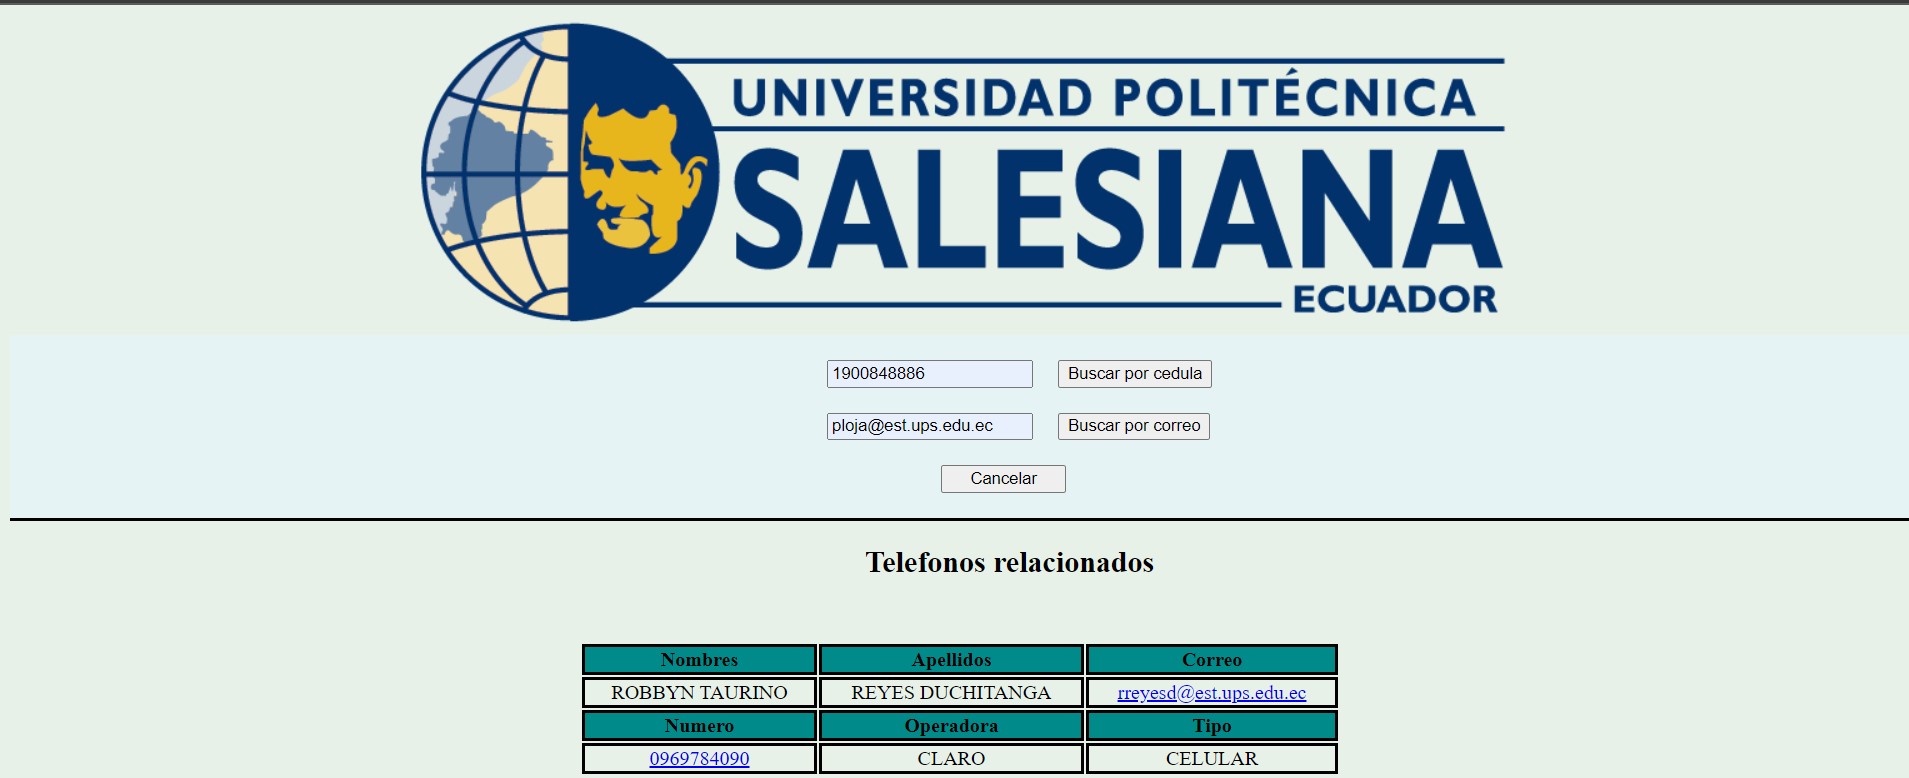 UNIVERSIDAD POLITÉCNICA
SALESIANA
ECUADOR
1900848886 Buscar por cedula
ploja@est.ups.edu.ec Buscar por correo
Cancelar
Telefonos relacionados
Nombres Apellidos Correo
ROBBYN TAURINO REYES DUCHITANGA rreyesd@est.ups.edu.ec
Numero Operadora Tipo
0969784090 CLARO CELULAR